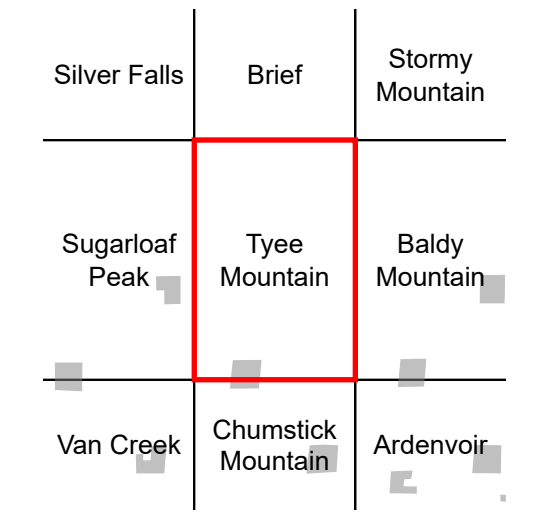 Silver Falls
Brief
Stormy
Mountain
Sugarloaf
Peak
Tyee
Mountain
Baldy
Mountain
Van Creek
Chumstick
Mountain
Ardenvoir